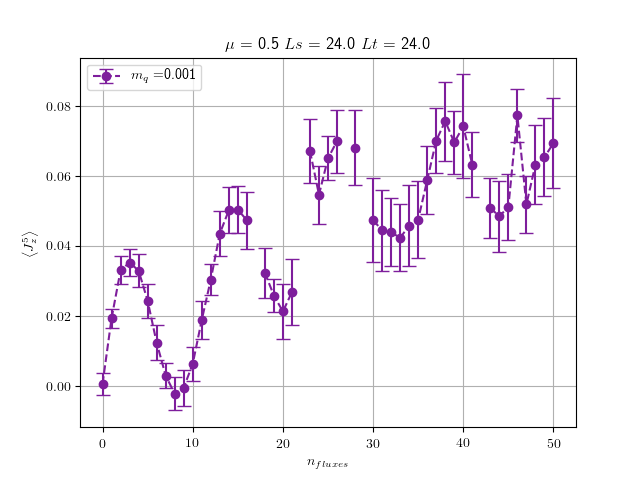 μ = 0.5 Ls = 24.0 Lt = 24.0
m_q =0.001
⟨J_z^5⟩
0.08
0.06
0.04
0.02
0.00
0 10 20 30 40 50
n_fluxes